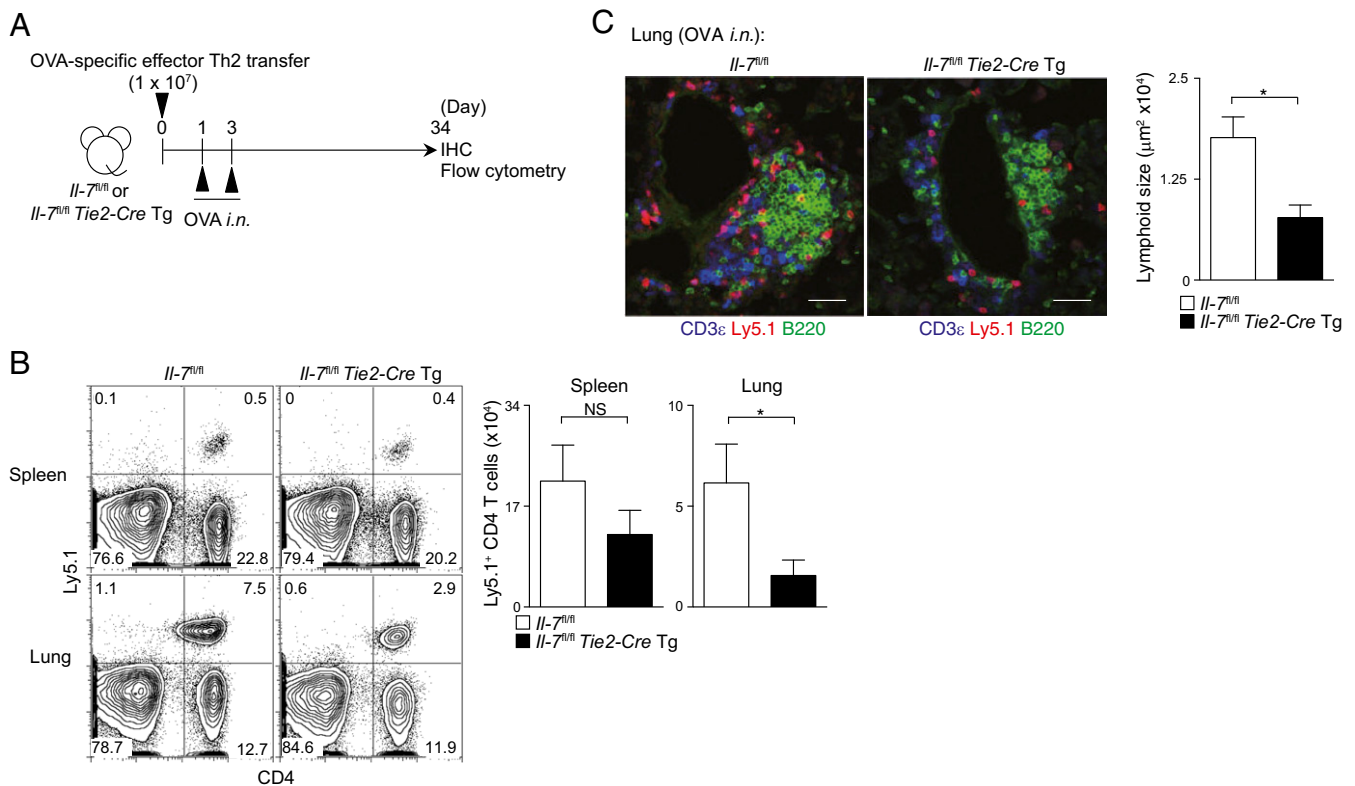 A
OVA-specific effector Th2 transfer
(1 x 10⁷)
(Day)
0 1 3 34
IHC
Flow cytometry
Il-7fl/fl or
Il-7fl/fl Tie2-Cre Tg
OVA i.n.
C
Lung (OVA i.n.):
Il-7fl/fl
Il-7fl/fl Tie2-Cre Tg
CD3ε Ly5.1 B220
CD3ε Ly5.1 B220
Lymphoid size (μm² x10⁴)
2.5
1.25
0
*
Il-7fl/fl
Il-7fl/fl Tie2-Cre Tg
B
Il-7fl/fl
Il-7fl/fl Tie2-Cre Tg
Spleen
0.1 0.5
76.6 22.8
0 0.4
79.4 20.2
Lung
1.1 7.5
78.7 12.7
0.6 2.9
84.6 11.9
Ly5.1
CD4
Ly5.1⁺ CD4 T cells (x10⁴)
Spleen
34
17
0
NS
Lung
10
5
0
*
Il-7fl/fl
Il-7fl/fl Tie2-Cre Tg